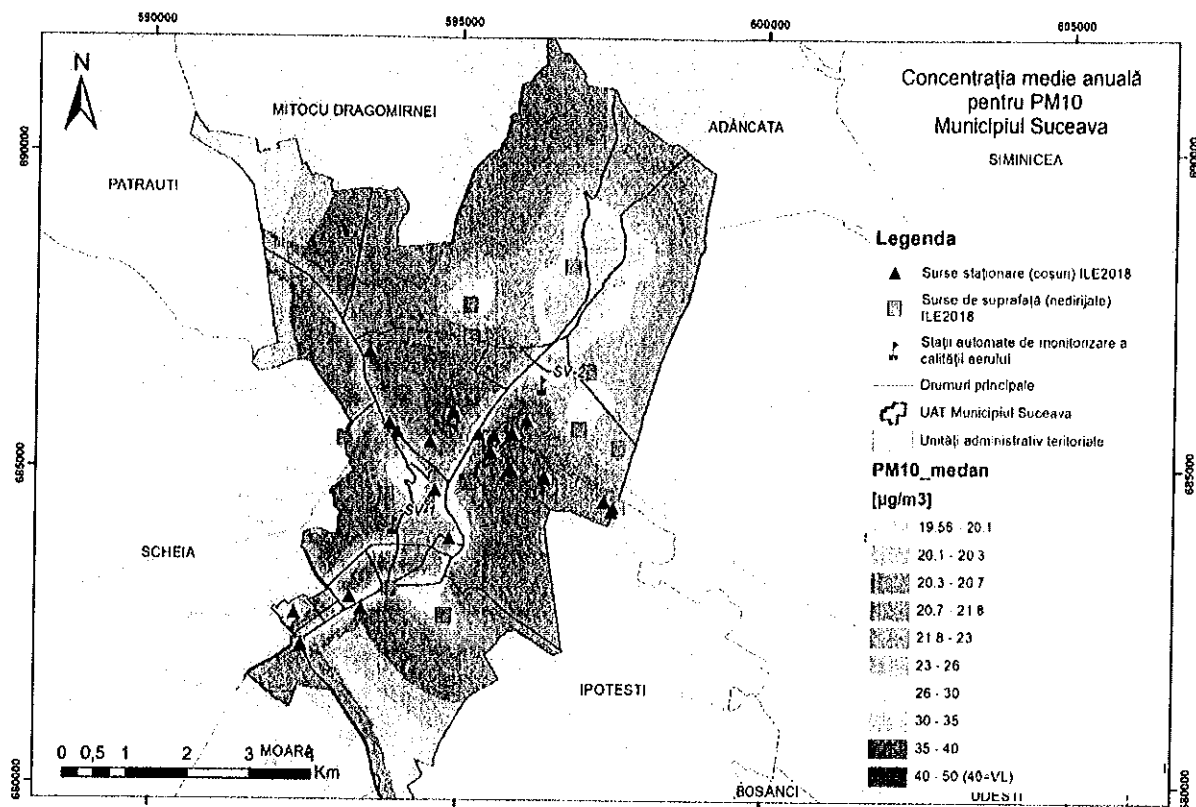 590000
595000
600000
605000
N
Concentrația medie anuală
pentru PM10
Municipiul Suceava
MITOCU DRAGOMIRNEI
ADÂNCATA
SIMINICEA
690000
690000
PATRAUTI
Legenda
Surse staționare (coșuri) ILE2018
Surse de suprafață (nedirijate)
ILE2018
Stații automate de monitorizare a
calității aerului
Drumuri principale
UAT Municipiul Suceava
Unități administrativ teritoriale
SV-2
685000
685000
PM10_median
[µg/m3]
SV-1
19.56 - 20.1
20.1 - 20.3
20.3 - 20.7
20.7 - 21.8
21.8 - 23
23 - 26
26 - 30
30 - 35
35 - 40
40 - 50 (40=VL)
SCHEIA
IPOTESTI
MOARA
0 0,5 1 2 3 4
Km
680000
680000
BOSANCI
UDESTI